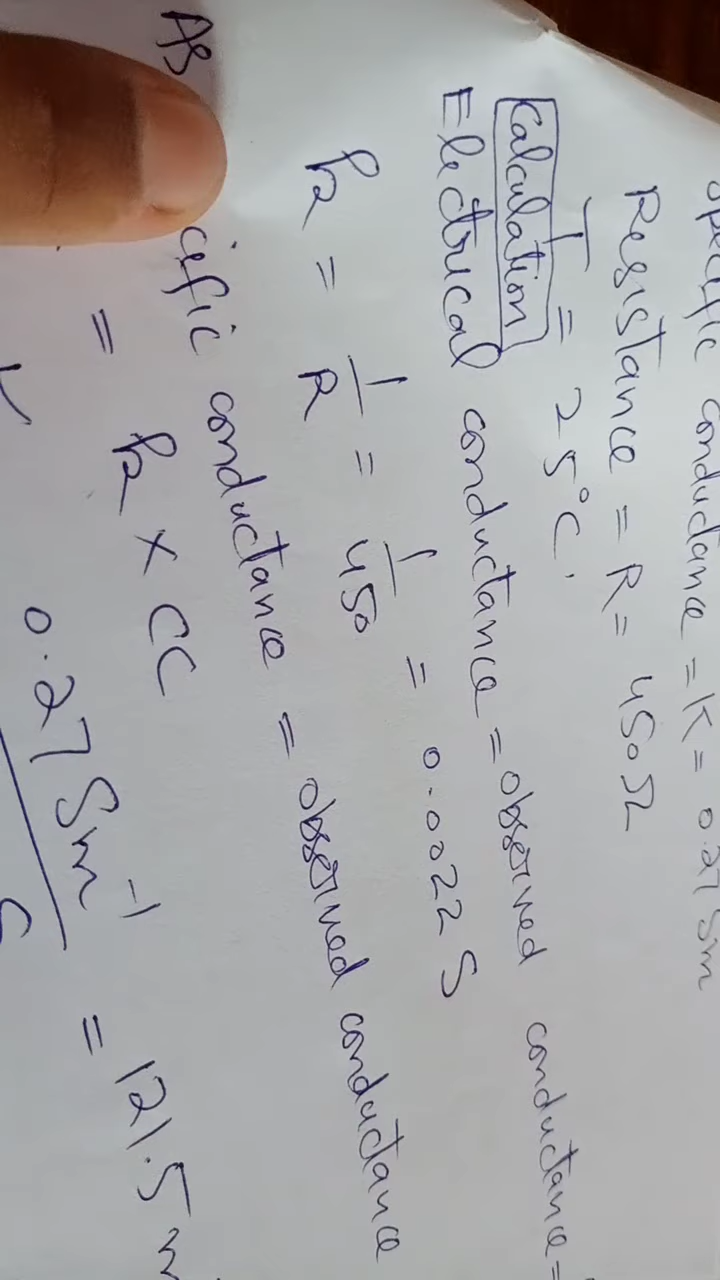 Specific conductance = K = 0.27 Sm
Resistance = R = 450Ω
T = 25°C.
Calculation
Electrical conductance = observed conductance =
k = 1/R = 1/450 = 0.0022 S
As cific conductance = observed conductance
= k × CC
0.27 Sm⁻¹ = 121.5 m